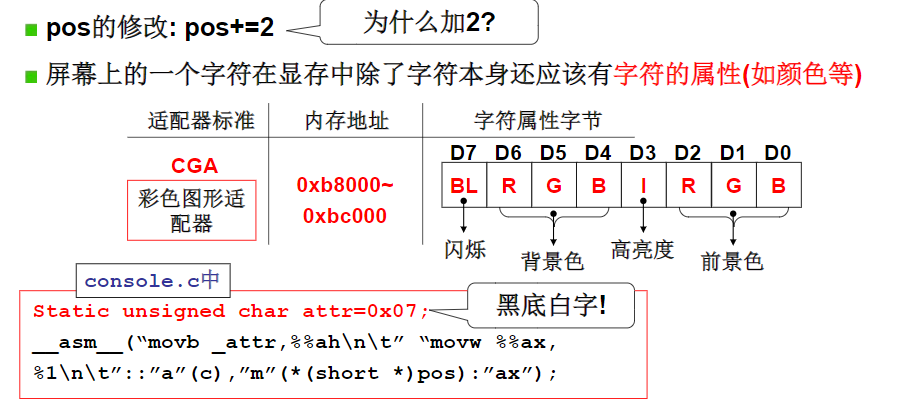 pos的修改: pos+=2
为什么加2?
屏幕上的一个字符在显存中除了字符本身还应该有字符的属性(如颜色等)
适配器标准 内存地址 字符属性字节
D7 D6 D5 D4 D3 D2 D1 D0
CGA
BL R G B I R G B
彩色图形适
配器
0xb8000~
0xbc000
闪烁 背景色 高亮度 前景色
console.c中
Static unsigned char attr=0x07;
黑底白字!
__asm__(“movb _attr,%%ah\n\t” “movw %%ax,
%1\n\t”::”a”(c),”m”(*(short *)pos):”ax”);